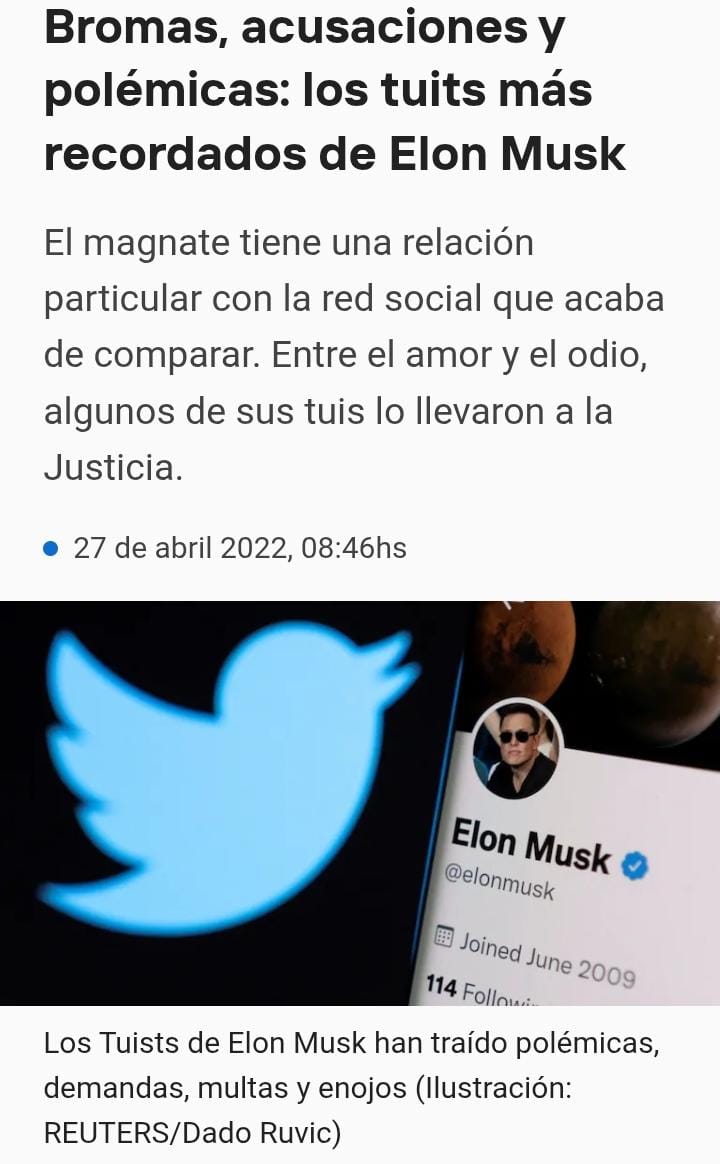 Bromas, acusaciones y
polémicas: los tuits más
recordados de Elon Musk
El magnate tiene una relación
particular con la red social que acaba
de comparar. Entre el amor y el odio,
algunos de sus tuis lo llevaron a la
Justicia.
27 de abril 2022, 08:46hs
Elon Musk
@elonmusk
Joined June 2009
114 Followi
Los Tuists de Elon Musk han traído polémicas,
demandas, multas y enojos (Ilustración:
REUTERS/Dado Ruvic)